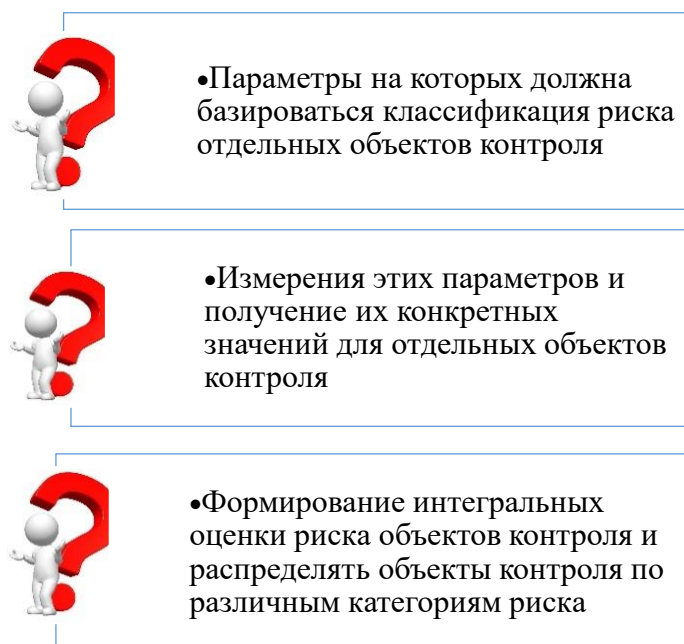 •Параметры на которых должна
базироваться классификация риска
отдельных объектов контроля
•Измерения этих параметров и
получение их конкретных
значений для отдельных объектов
контроля
•Формирование интегральных
оценки риска объектов контроля и
распределять объекты контроля по
различным категориям риска